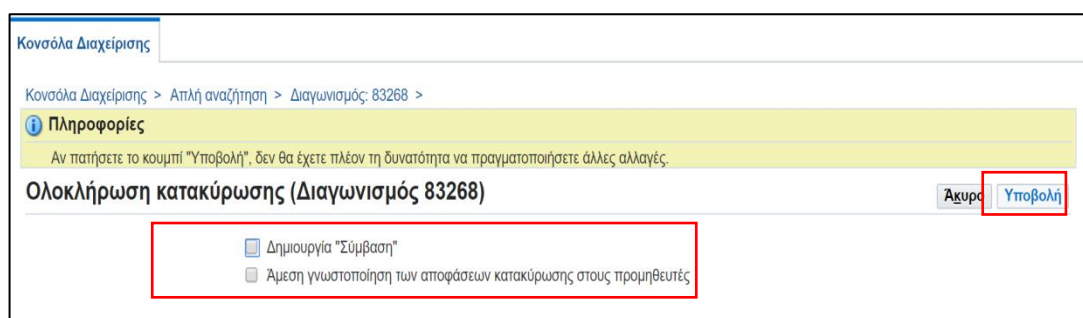 Κονσόλα Διαχείρισης
Κονσόλα Διαχείρισης > Απλή αναζήτηση > Διαγωνισμός: 83268 >
Πληροφορίες
Αν πατήσετε το κουμπί "Υποβολή", δεν θα έχετε πλέον τη δυνατότητα να πραγματοποιήσετε άλλες αλλαγές.
Ολοκλήρωση κατακύρωσης (Διαγωνισμός 83268)
Άκυρο Υποβολή
Δημιουργία "Σύμβαση"
Άμεση γνωστοποίηση των αποφάσεων κατακύρωσης στους προμηθευτές